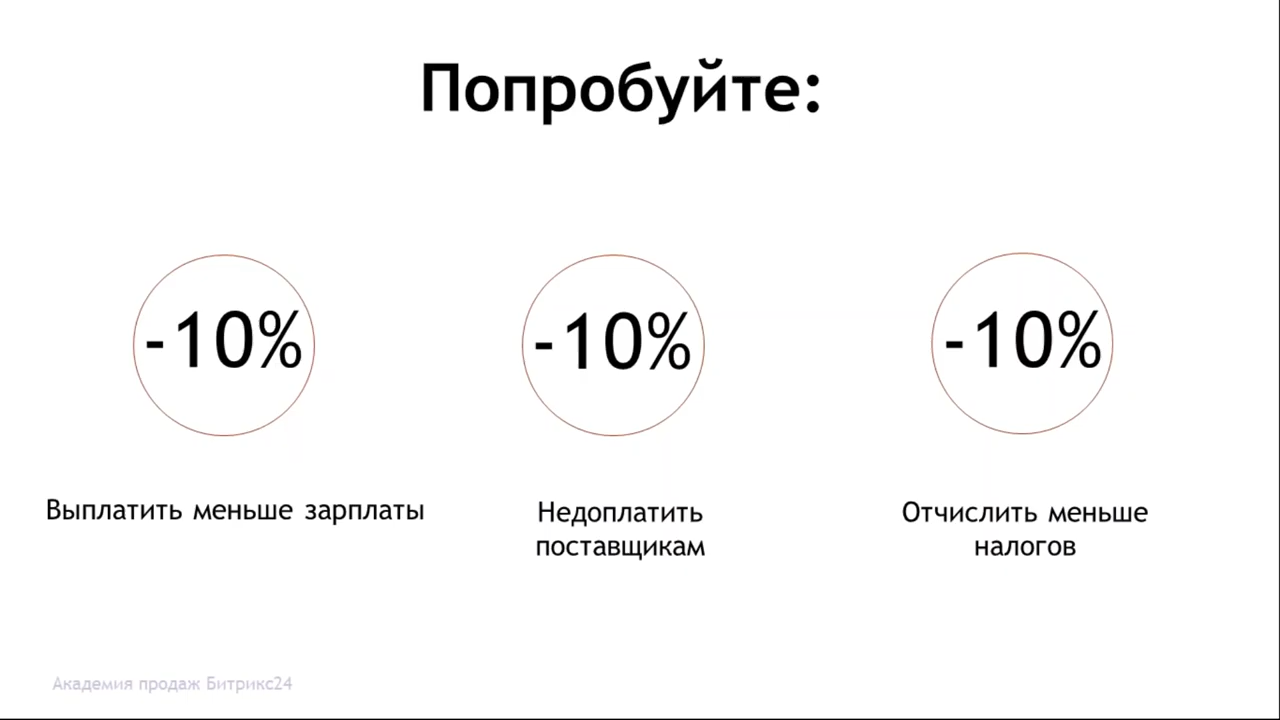 Попробуйте:
-10%
-10%
-10%
Выплатить меньше зарплаты
Недоплатить
поставщикам
Отчислить меньше
налогов
Академия продаж Битрикс24